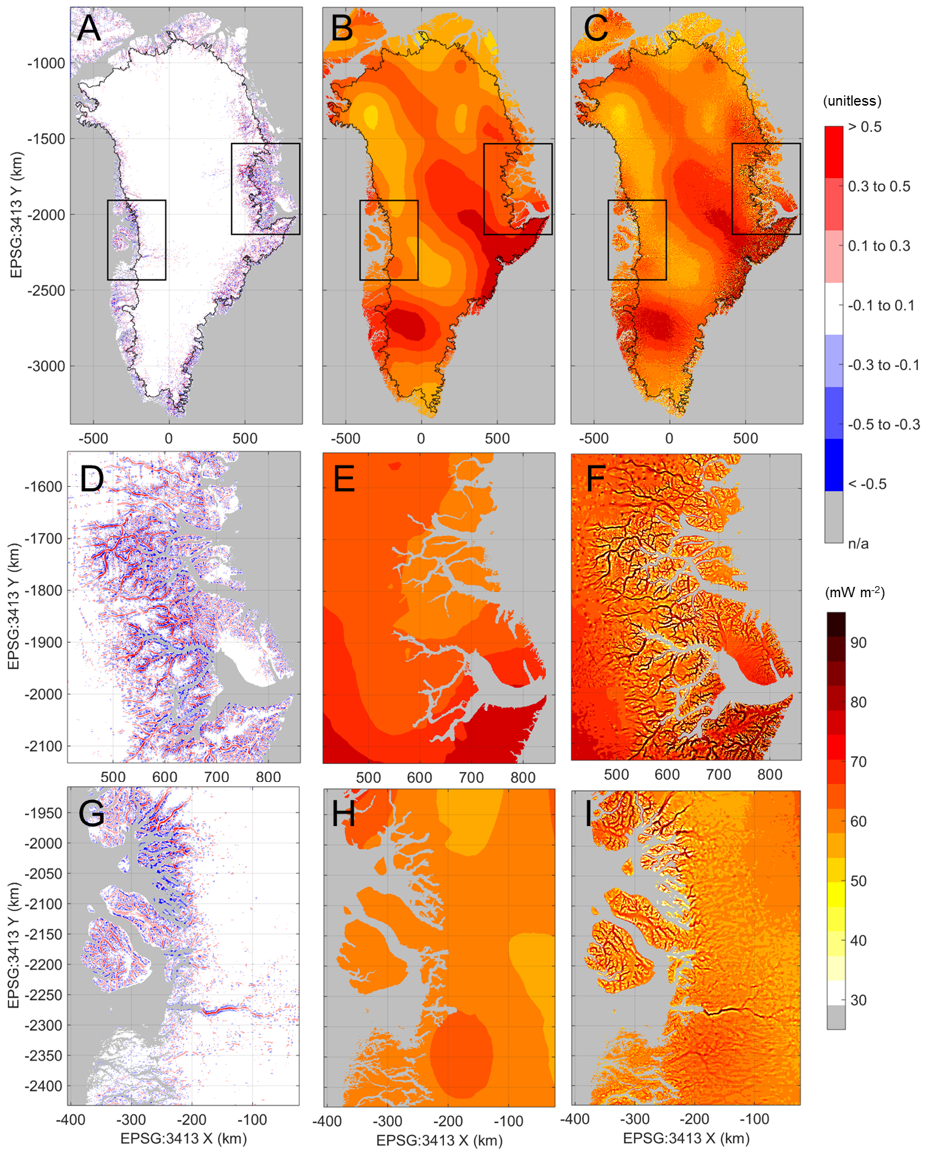 A
B
C
EPSG:3413 Y (km)
-1000
-1500
-2000
-2500
-3000
-500
0
500
-500
0
500
-500
0
500
(unitless)
> 0.5
0.3 to 0.5
0.1 to 0.3
-0.1 to 0.1
-0.3 to -0.1
-0.5 to -0.3
< -0.5
n/a
D
E
F
EPSG:3413 Y (km)
-1600
-1700
-1800
-1900
-2000
-2100
500
600
700
800
500
600
700
800
500
600
700
800
(mW m-2)
90
80
70
60
50
40
30
G
H
I
EPSG:3413 Y (km)
-1950
-2000
-2050
-2100
-2150
-2200
-2250
-2300
-2350
-2400
-400
-300
-200
-100
-400
-300
-200
-100
-400
-300
-200
-100
EPSG:3413 X (km)
EPSG:3413 X (km)
EPSG:3413 X (km)